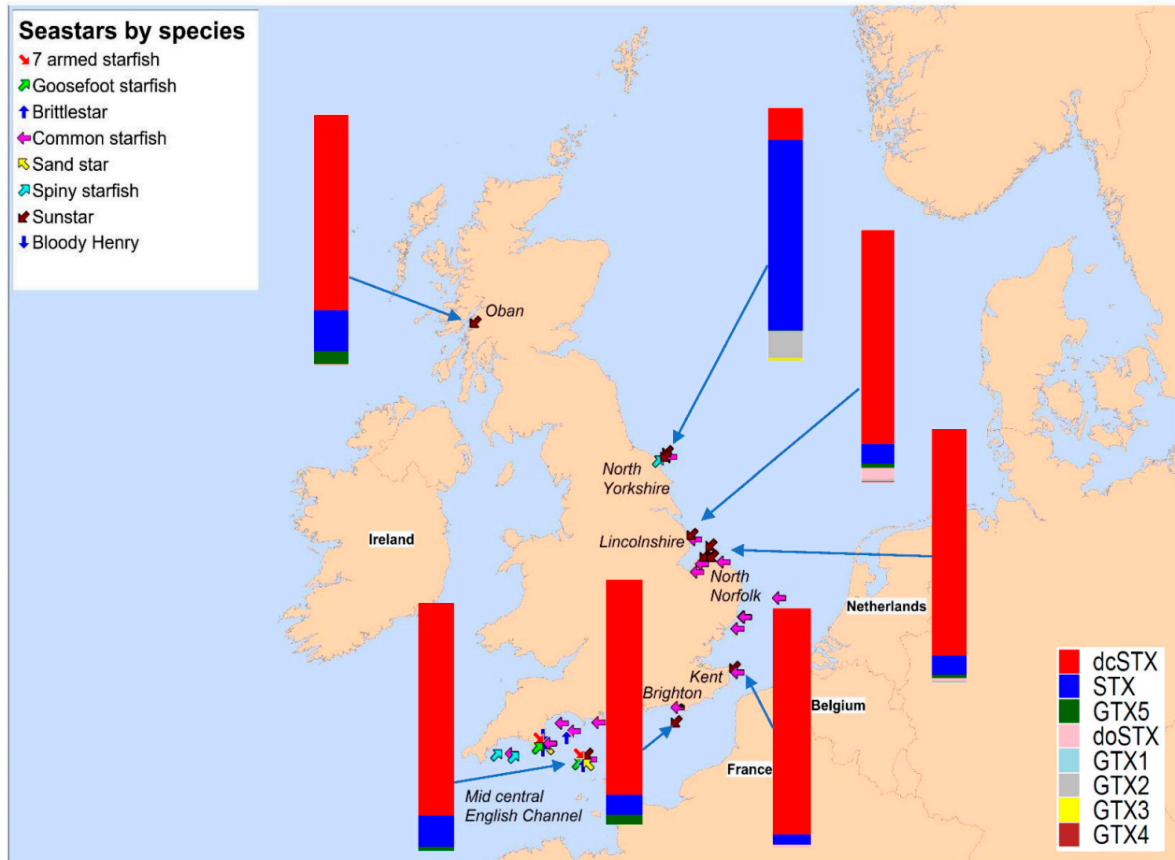 Seastars by species
7 armed starfish
Goosefoot starfish
Brittlestar
Common starfish
Sand star
Spiny starfish
Sunstar
Bloody Henry
Oban
North
Yorkshire
Ireland
Lincolnshire
North
Norfolk
Netherlands
Kent
Brighton
Belgium
France
Mid central
English Channel
dcSTX
STX
GTX5
doSTX
GTX1
GTX2
GTX3
GTX4